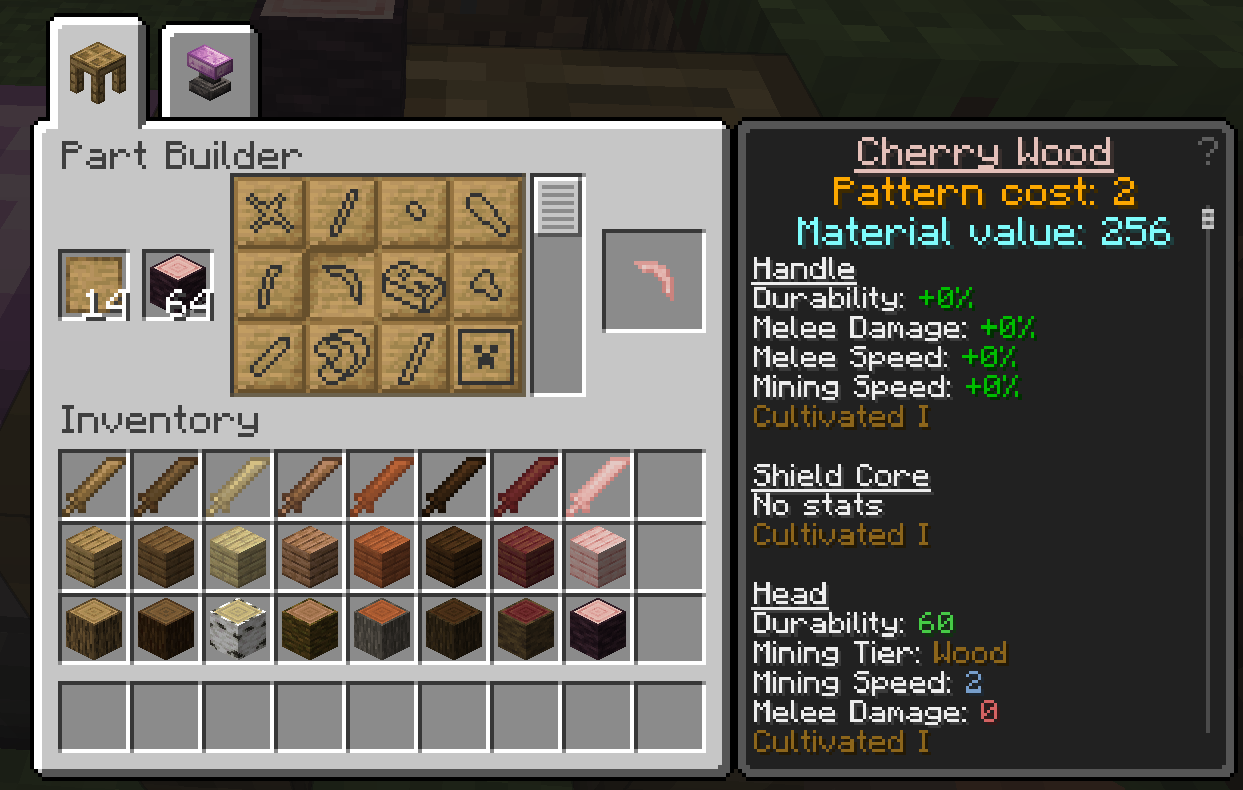 Part Builder
14
64
Inventory
Cherry Wood
?
Pattern cost: 2
Material value: 256
Handle
Durability: +0%
Melee Damage: +0%
Melee Speed: +0%
Mining Speed: +0%
Cultivated I
Shield Core
No stats
Cultivated I
Head
Durability: 60
Mining Tier: Wood
Mining Speed: 2
Melee Damage: 0
Cultivated I